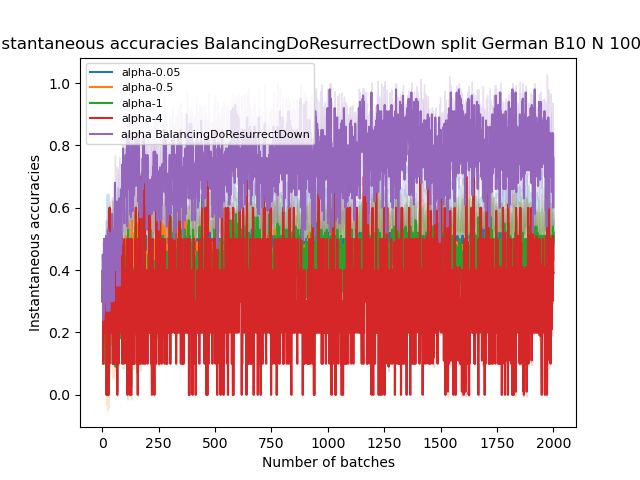 stantaneous accuracies BalancingDoResurrectDown split German B10 N 100
alpha-0.05
alpha-0.5
alpha-1
alpha-4
alpha BalancingDoResurrectDown
Instantaneous accuracies
1.0
0.8
0.6
0.4
0.2
0.0
0 250 500 750 1000 1250 1500 1750 2000
Number of batches